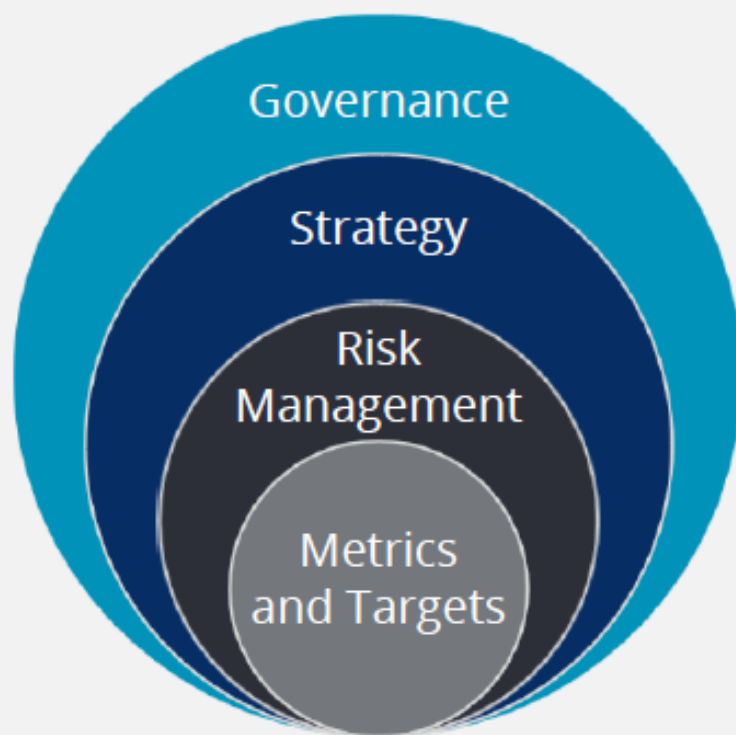 Governance
Strategy
Risk
Management
Metrics
and Targets